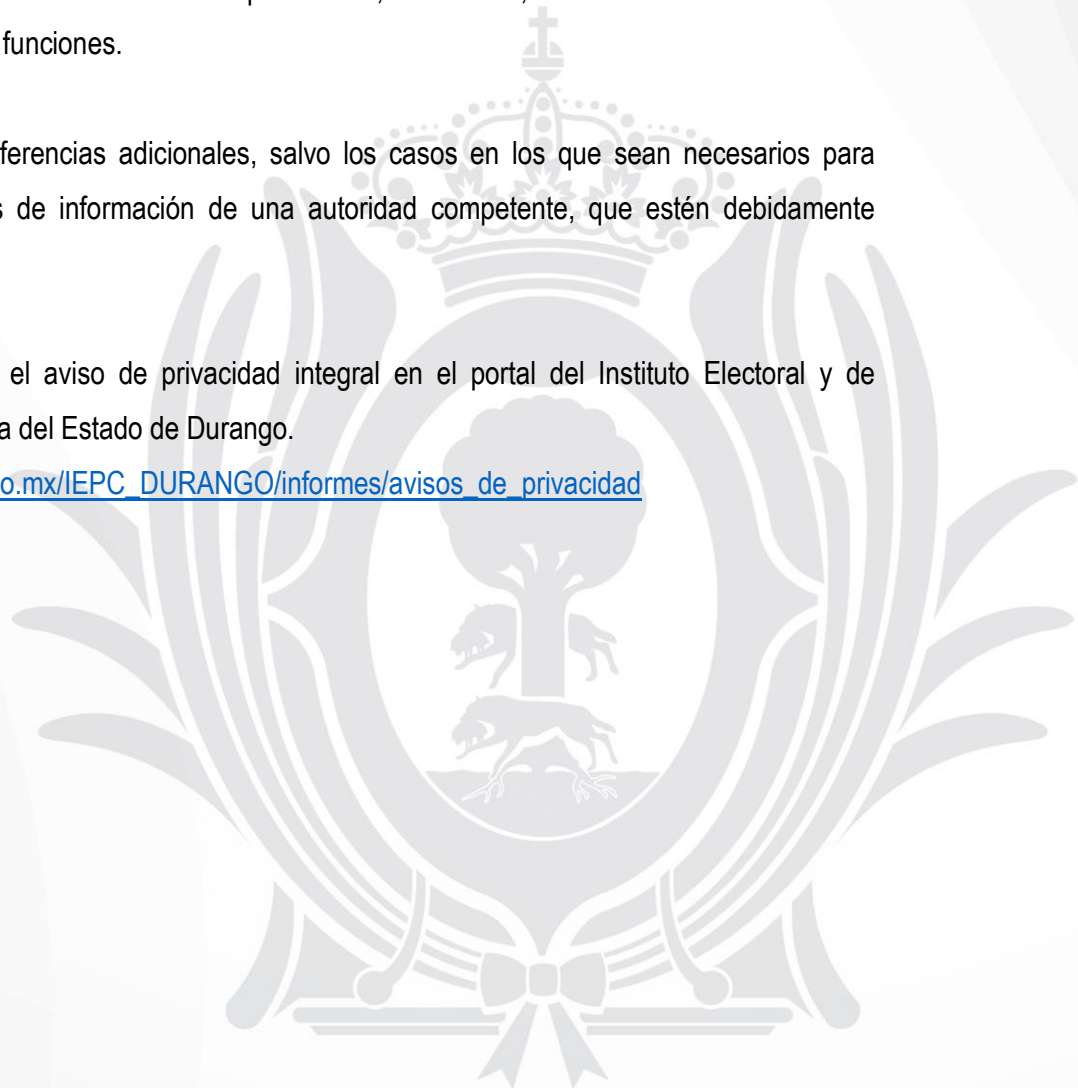 funciones.
ferencias adicionales, salvo los casos en los que sean necesarios para
s de información de una autoridad competente, que estén debidamente
el aviso de privacidad integral en el portal del Instituto Electoral y de
a del Estado de Durango.
o.mx/IEPC_DURANGO/informes/avisos_de_privacidad